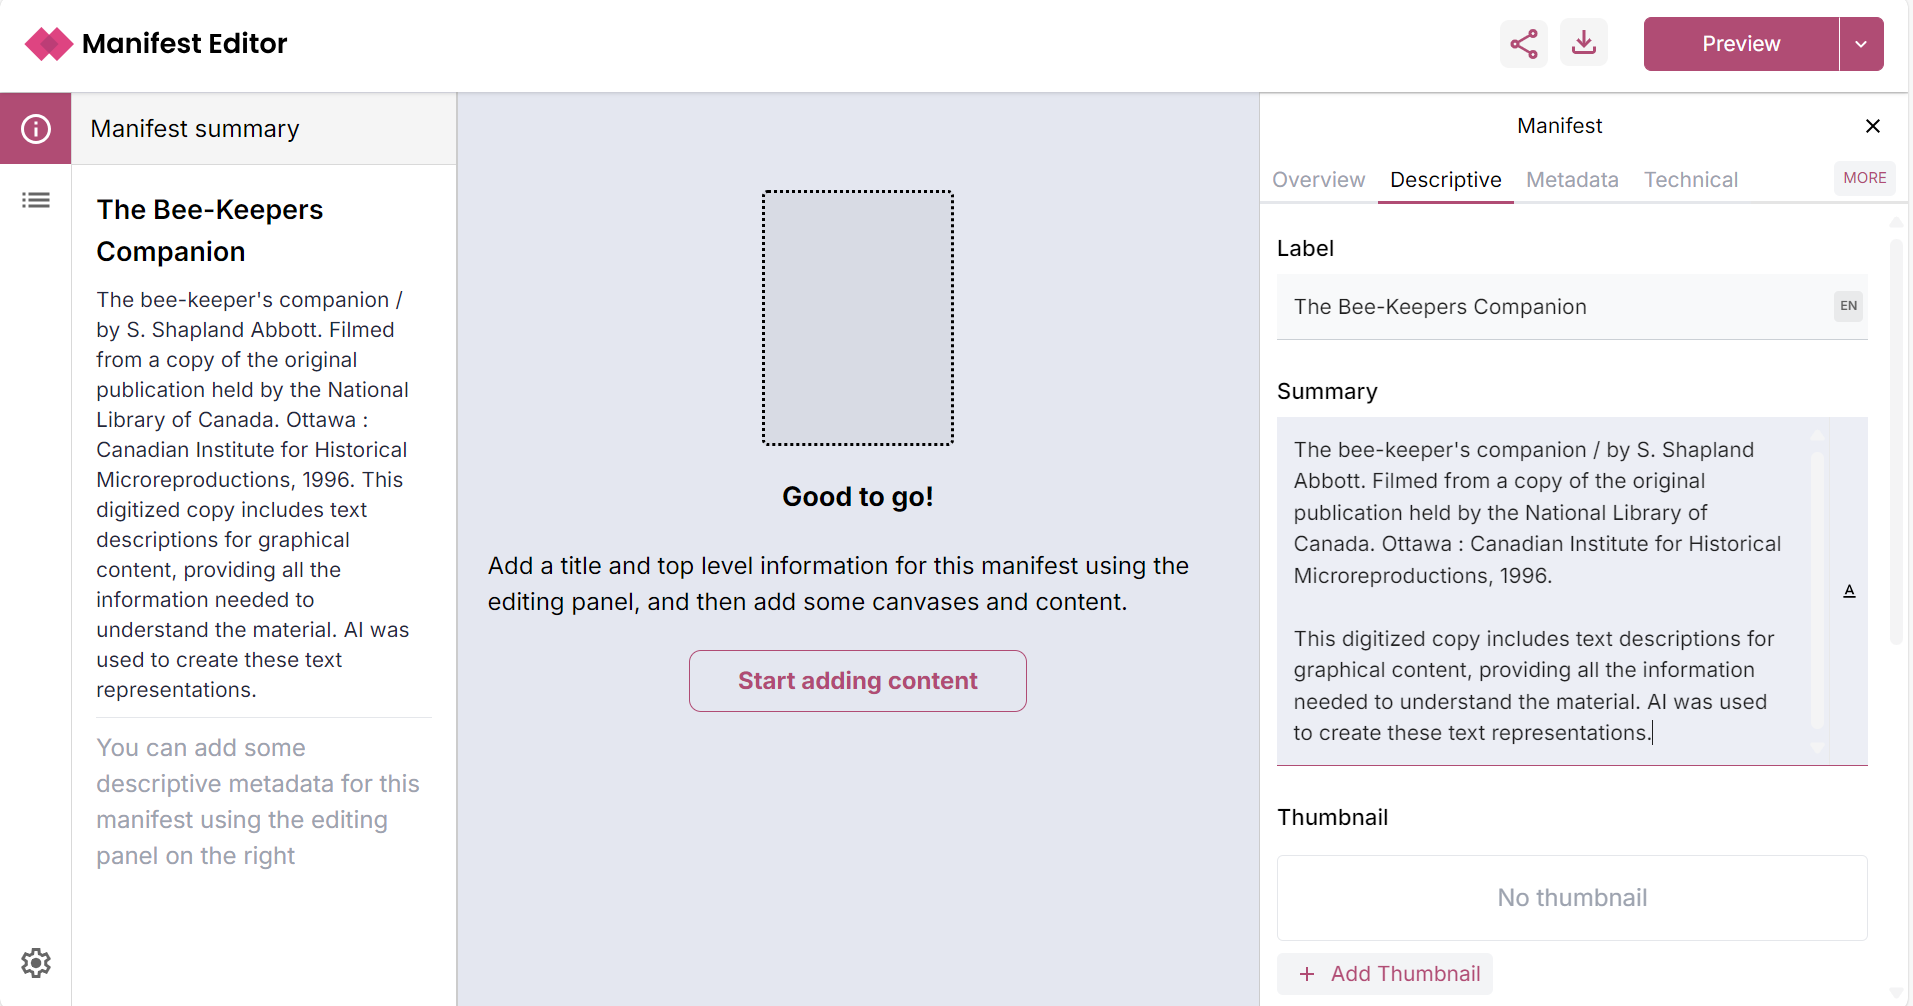 Manifest Editor
Preview
Manifest summary
The Bee-Keepers
Companion
The bee-keeper's companion /
by S. Shapland Abbott. Filmed
from a copy of the original
publication held by the National
Library of Canada. Ottawa :
Canadian Institute for Historical
Microreproductions, 1996. This
digitized copy includes text
descriptions for graphical
content, providing all the
information needed to
understand the material. AI was
used to create these text
representations.
You can add some
descriptive metadata for this
manifest using the editing
panel on the right
Good to go!
Add a title and top level information for this manifest using the
editing panel, and then add some canvases and content.
Start adding content
Manifest
Overview Descriptive Metadata Technical MORE
Label
The Bee-Keepers Companion EN
Summary
The bee-keeper's companion / by S. Shapland
Abbott. Filmed from a copy of the original
publication held by the National Library of
Canada. Ottawa : Canadian Institute for Historical
Microreproductions, 1996.
This digitized copy includes text descriptions for
graphical content, providing all the information
needed to understand the material. AI was used
to create these text representations.
A
Thumbnail
No thumbnail
+ Add Thumbnail